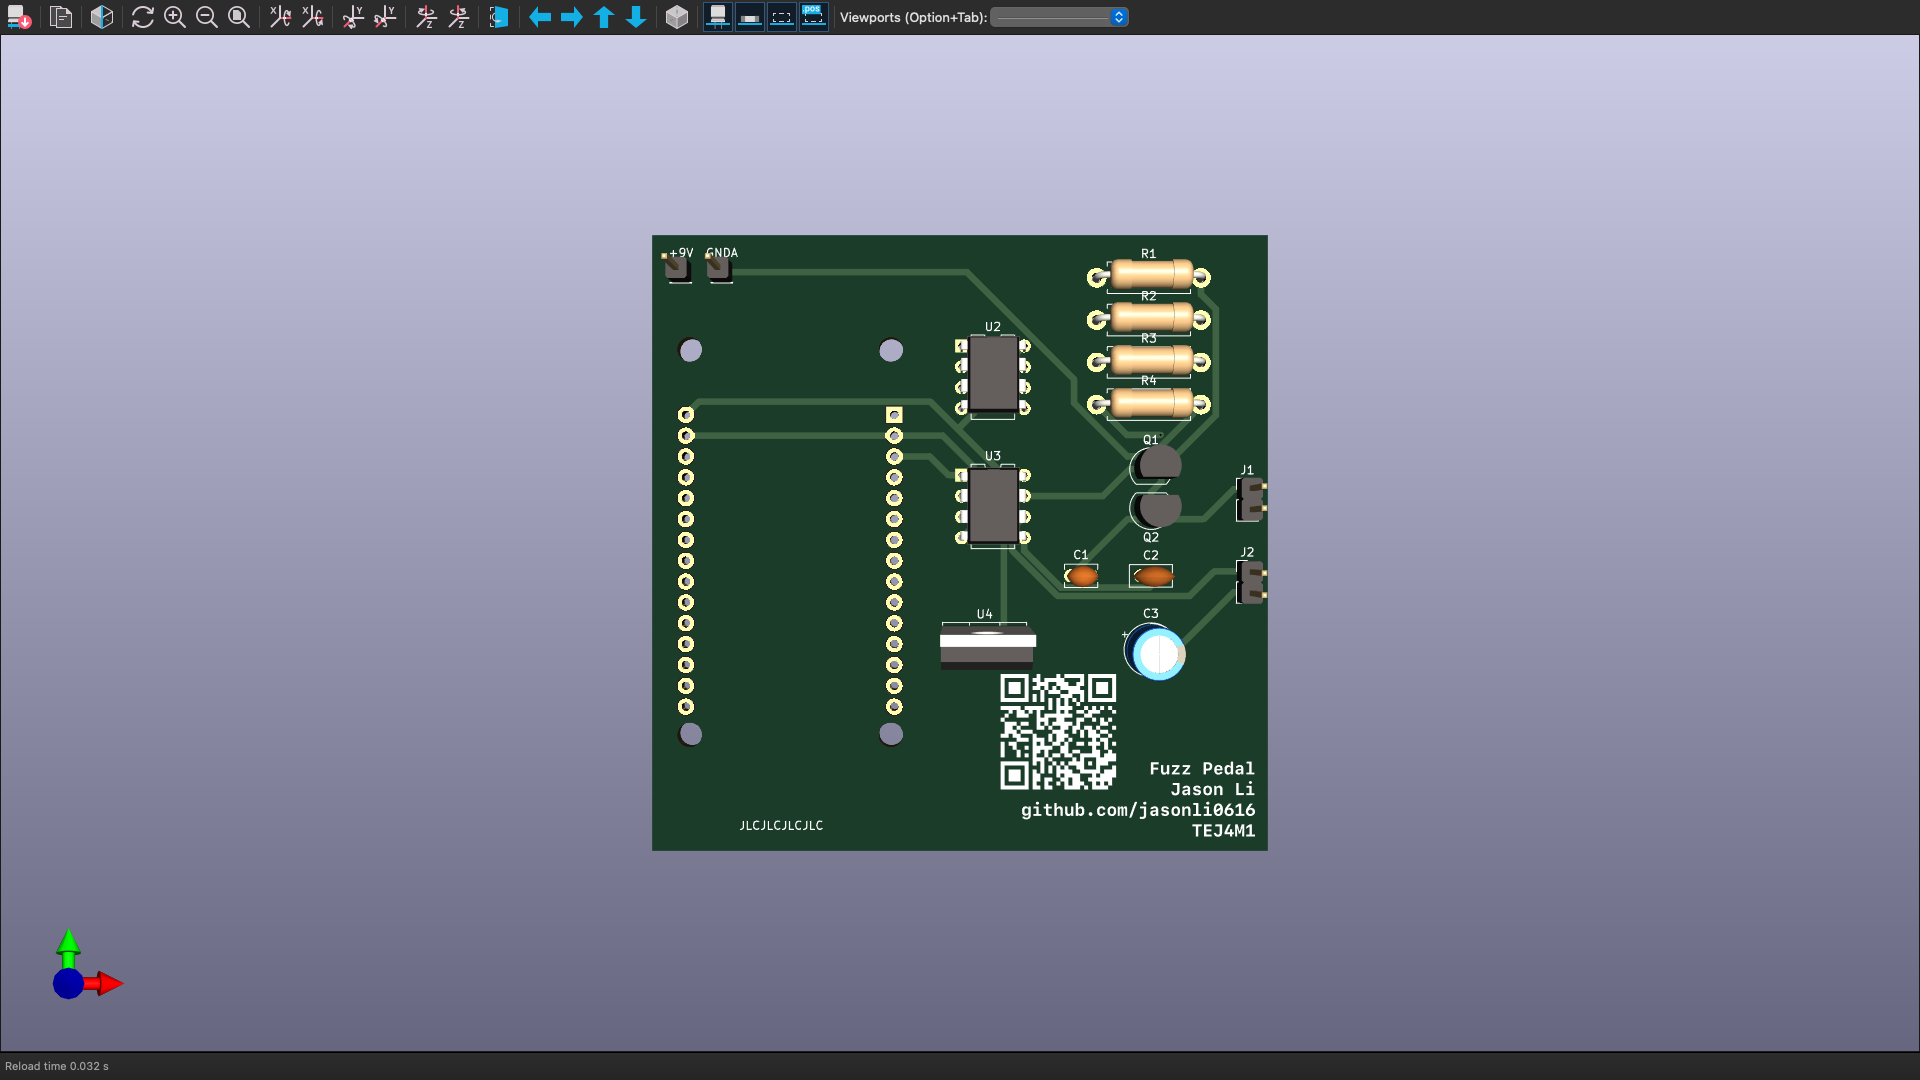 Viewports (Option+Tab):
+9V GNDA
R1
R2
U2
R3
R4
Q1
U3
J1
Q2
J2
C1 C2
U4 C3
+
Fuzz Pedal
Jason Li
github.com/jasonli0616
JLCJLCJLCJLC
TEJ4M1
Reload time 0.032 s